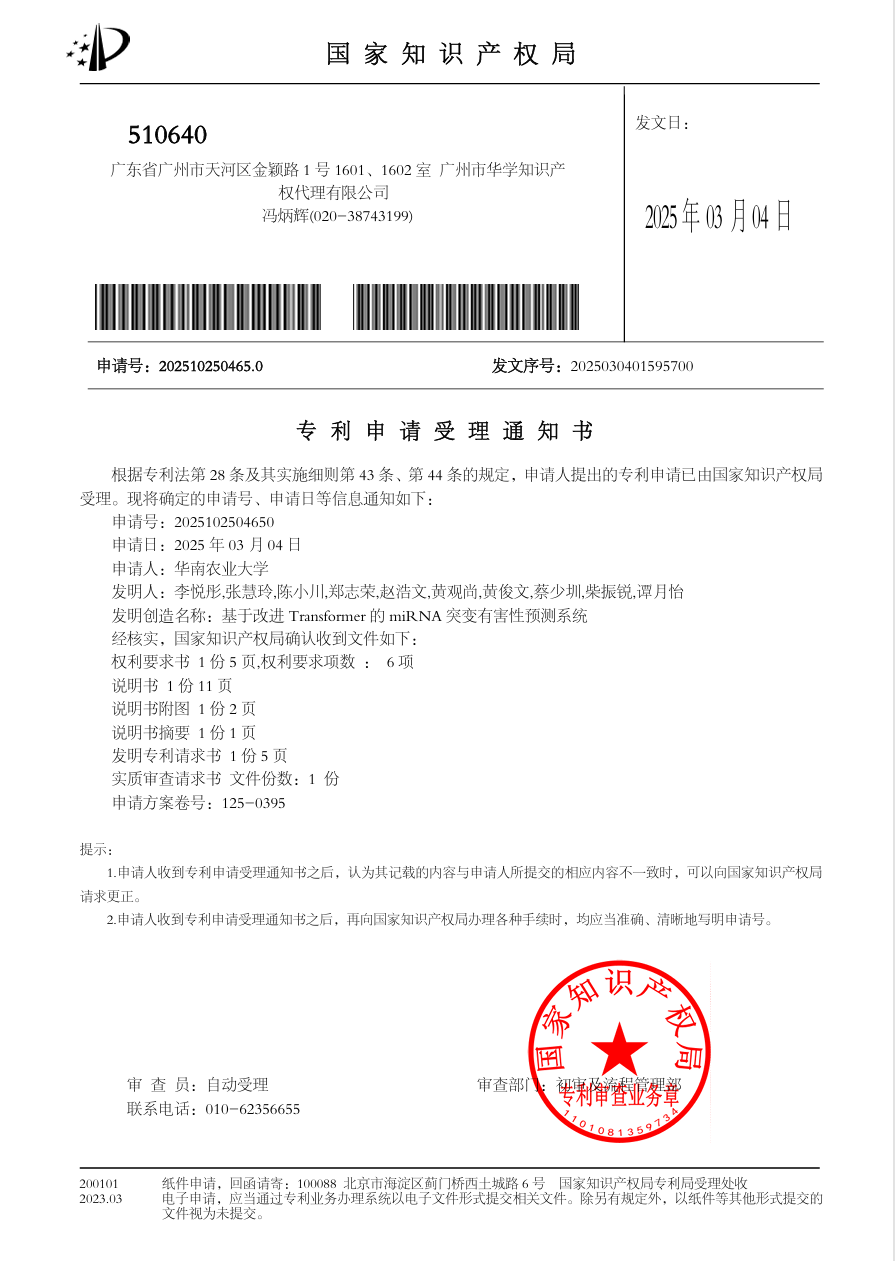 国家知识产权局
510640
广东省广州市天河区金颖路 1 号 1601、1602 室 广州市华学知识产
权代理有限公司
冯炳辉(020-38743199)
发文日：
2025 年 03 月 04 日
申请号：202510250465.0
发文序号：2025030401595700
专利申请受理通知书
根据专利法第 28 条及其实施细则第 43 条、第 44 条的规定，申请人提出的专利申请已由国家知识产权局
受理。现将确定的申请号、申请日等信息通知如下：
申请号：2025102504650
申请日：2025 年 03 月 04 日
申请人：华南农业大学
发明人：李悦彤,张慧玲,陈小川,郑志荣,赵浩文,黄观尚,黄俊文,蔡少圳,柴振锐,谭月怡
发明创造名称：基于改进 Transformer 的 miRNA 突变有害性预测系统
经核实，国家知识产权局确认收到文件如下：
权利要求书 1 份 5 页,权利要求项数 ： 6 项
说明书 1 份 11 页
说明书附图 1 份 2 页
说明书摘要 1 份 1 页
发明专利请求书 1 份 5 页
实质审查请求书 文件份数：1 份
申请方案卷号：125-0395
提示：
1.申请人收到专利申请受理通知书之后，认为其记载的内容与申请人所提交的相应内容不一致时，可以向国家知识产权局
请求更正。
2.申请人收到专利申请受理通知书之后，再向国家知识产权局办理各种手续时，均应当准确、清晰地写明申请号。
国家知识产权局
审 查 员：自动受理
审查部门：初审及流程管理部
专利审查业务章
联系电话：010-62356655
1101081359734
200101
纸件申请，回函请寄：100088 北京市海淀区蓟门桥西土城路 6 号 国家知识产权局专利局受理处收
2023.03
电子申请，应当通过专利业务办理系统以电子文件形式提交相关文件。除另有规定外，以纸件等其他形式提交的
文件视为未提交。